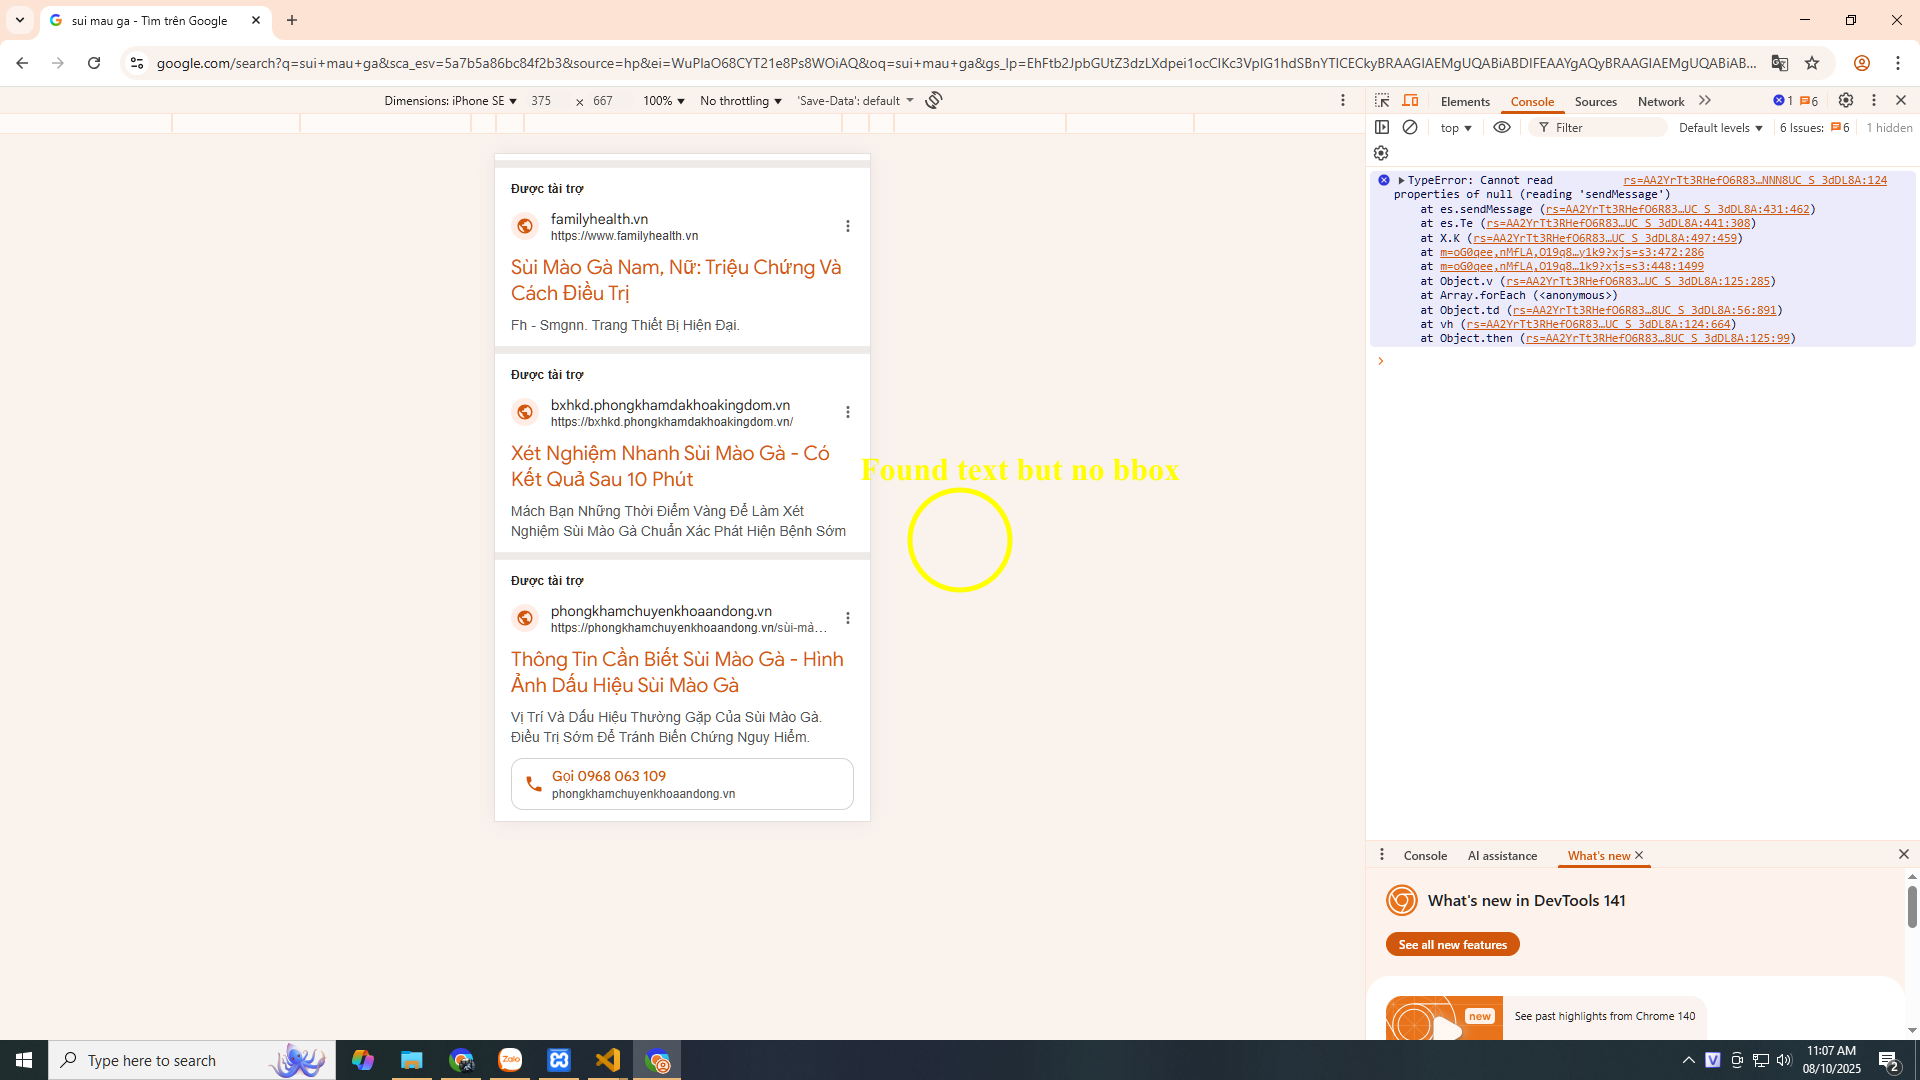 sui mau ga - Tìm trên Google
google.com/search?q=sui+mau+ga&sca_esv=5a7b5a86bc84f2b3&source=hp&ei=WuPIaO68CYT21e8Ps8WOiAQ&oq=sui+mau+ga&gs_lp=EhFtb2JpbGUtZ3dzLXdpei1ocCIKc3VpIG1hdSBnYTICECkyBRAAGIAEMgUQABiABDIFEAAYgAQyBRAAGIAEMgUQABiAB...
Dimensions: iPhone SE 375 × 667 100% No throttling 'Save-Data': default
Được tài trợ
familyhealth.vn
https://www.familyhealth.vn
Sùi Mào Gà Nam, Nữ: Triệu Chứng Và
Cách Điều Trị
Fh - Smgnn. Trang Thiết Bị Hiện Đại.
Được tài trợ
bxhkd.phongkhamdakhoakingdom.vn
https://bxhkd.phongkhamdakhoakingdom.vn/
Xét Nghiệm Nhanh Sùi Mào Gà - Có
Kết Quả Sau 10 Phút
Mách Bạn Những Thời Điểm Vàng Để Làm Xét
Nghiệm Sùi Mào Gà Chuẩn Xác Phát Hiện Bệnh Sớm
Found text but no bbox
Được tài trợ
phongkhamchuyenkhoaandong.vn
https://phongkhamchuyenkhoaandong.vn/sùi-mà...
Thông Tin Cần Biết Sùi Mào Gà - Hình
Ảnh Dấu Hiệu Sùi Mào Gà
Vị Trí Và Dấu Hiệu Thường Gặp Của Sùi Mào Gà.
Điều Trị Sớm Để Tránh Biến Chứng Nguy Hiểm.
Gọi 0968 063 109
phongkhamchuyenkhoaandong.vn
Elements Console Sources Network 1 6
top Filter Default levels 6 Issues: 6 1 hidden
TypeError: Cannot read rs=AA2YrTt3RHefO6R83…NNN8UC_S_3dDL8A:124
properties of null (reading 'sendMessage')
at es.sendMessage (rs=AA2YrTt3RHefO6R83…UC_S_3dDL8A:431:462)
at es.Te (rs=AA2YrTt3RHefO6R83…UC_S_3dDL8A:441:308)
at X.K (rs=AA2YrTt3RHefO6R83…UC_S_3dDL8A:497:459)
at m=oG0qee,nMfLA,O19q8…y1k9?xjs=s3:472:286
at m=oG0qee,nMfLA,O19q8…1k9?xjs=s3:448:1499
at Object.v (rs=AA2YrTt3RHefO6R83…UC_S_3dDL8A:125:285)
at Array.forEach (<anonymous>)
at Object.td (rs=AA2YrTt3RHefO6R83…8UC_S_3dDL8A:56:891)
at vh (rs=AA2YrTt3RHefO6R83…UC_S_3dDL8A:124:664)
at Object.then (rs=AA2YrTt3RHefO6R83…8UC_S_3dDL8A:125:99)
Console AI assistance What's new
What's new in DevTools 141
See all new features
new
See past highlights from Chrome 140
Type here to search
Zalo
V
11:07 AM
08/10/2025
2